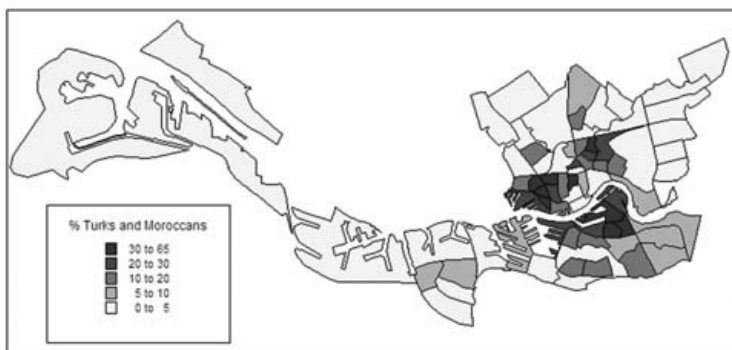 % Turks and Moroccans
30 to 65
20 to 30
10 to 20
5 to 10
0 to 5